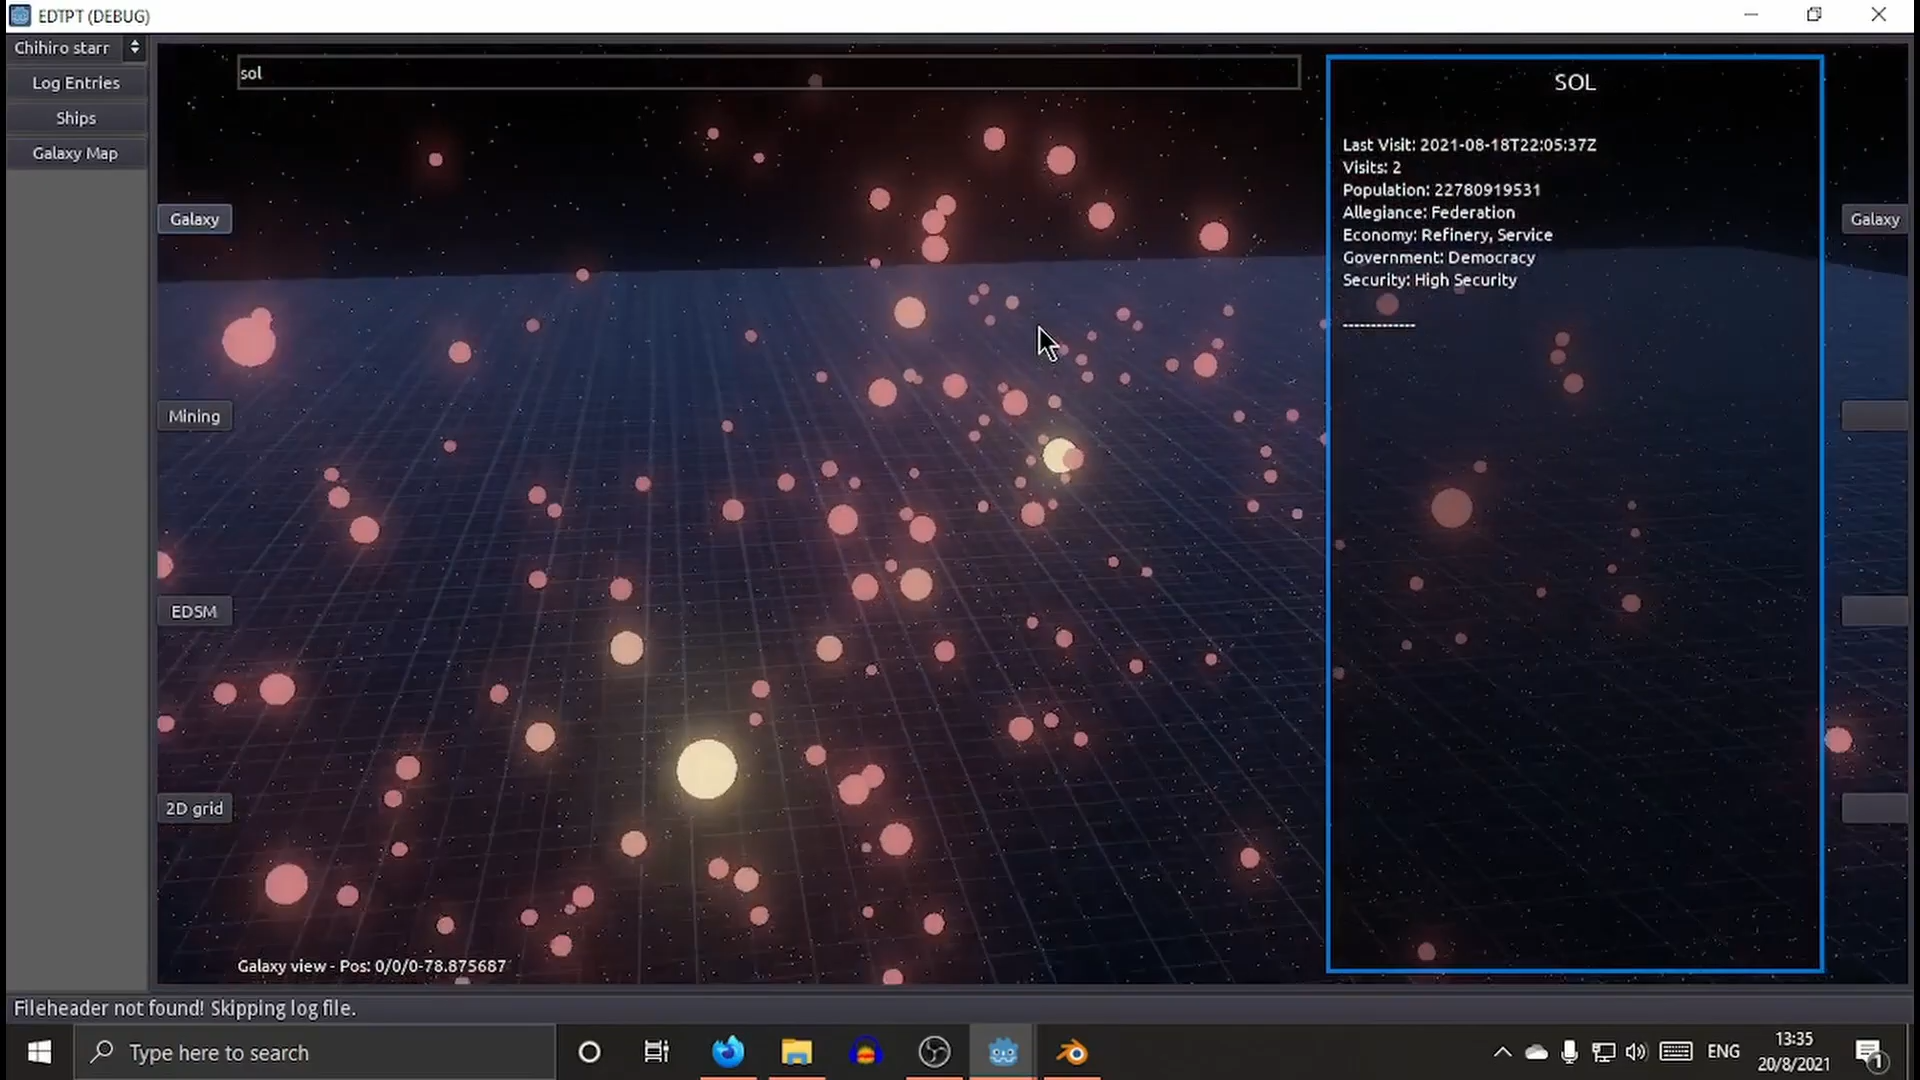 EDTPT (DEBUG)
Chihiro starr
Log Entries
Ships
Galaxy Map
sol
Galaxy
Mining
EDSM
2D grid
Galaxy view - Pos: 0/0/0-78.875687
SOL
Last Visit: 2021-08-18T22:05:37Z
Visits: 2
Population: 22780919531
Allegiance: Federation
Economy: Refinery, Service
Government: Democracy
Security: High Security
-------------
Galaxy
Fileheader not found! Skipping log file.
Type here to search
ENG
13:35
20/8/2021
1